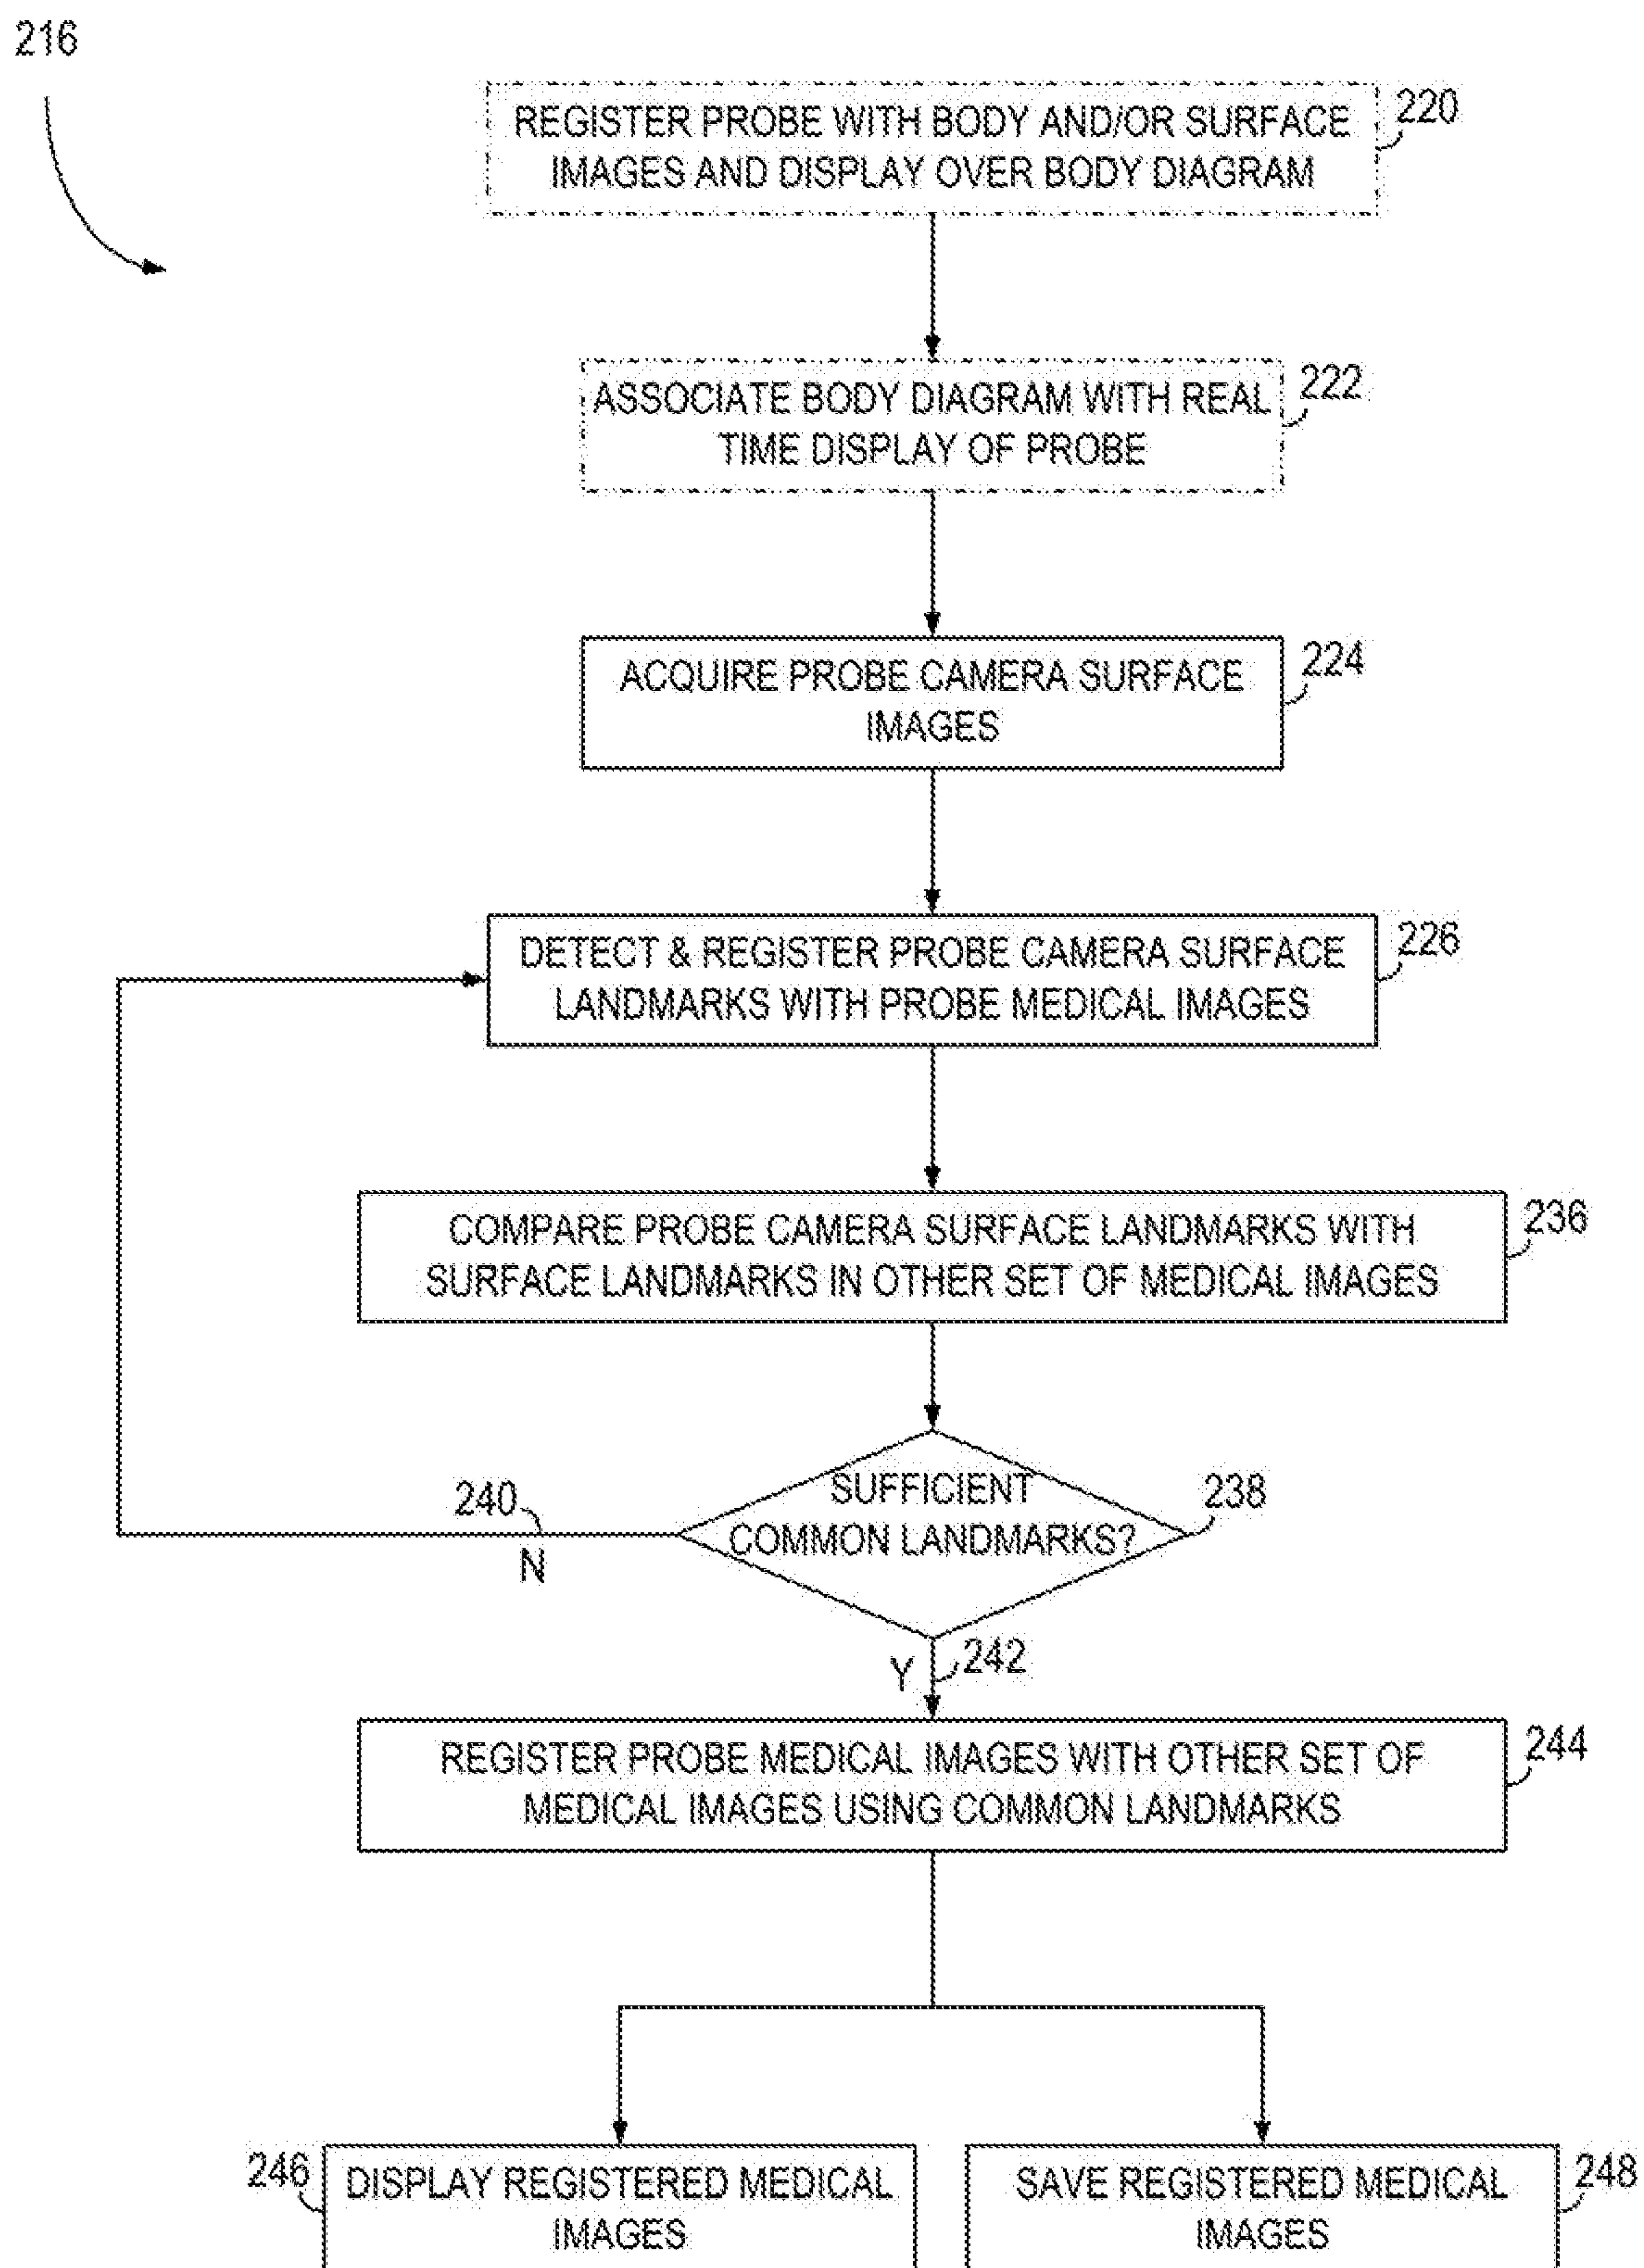 216
REGISTER PROBE WITH BODY AND/OR SURFACE
IMAGES AND DISPLAY OVER BODY DIAGRAM
220
ASSOCIATE BODY DIAGRAM WITH REAL
TIME DISPLAY OF PROBE
222
ACQUIRE PROBE CAMERA SURFACE
IMAGES
224
DETECT & REGISTER PROBE CAMERA SURFACE
LANDMARKS WITH PROBE MEDICAL IMAGES
226
COMPARE PROBE CAMERA SURFACE LANDMARKS WITH
SURFACE LANDMARKS IN OTHER SET OF MEDICAL IMAGES
236
SUFFICIENT
COMMON LANDMARKS?
238
240
N
Y
242
REGISTER PROBE MEDICAL IMAGES WITH OTHER SET OF
MEDICAL IMAGES USING COMMON LANDMARKS
244
246
DISPLAY REGISTERED MEDICAL
IMAGES
SAVE REGISTERED MEDICAL
IMAGES
248